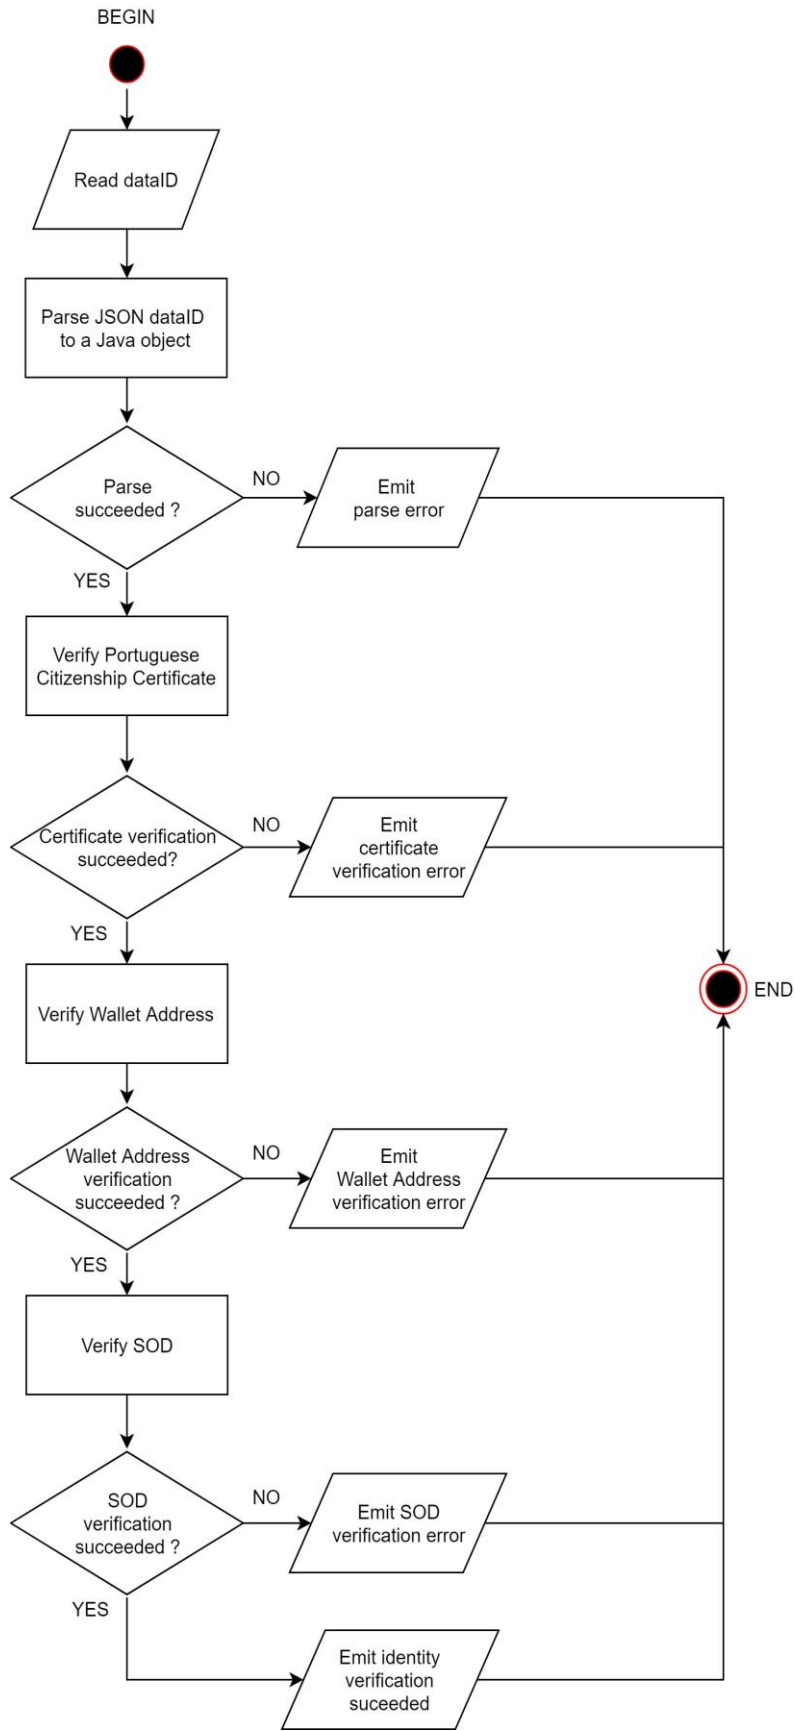 BEGIN
Read dataID
Parse JSON dataID
to a Java object
Parse
succeeded ?
NO
Emit
parse error
YES
Verify Portuguese
Citizenship Certificate
Certificate verification
succeeded?
NO
Emit
certificate
verification error
YES
Verify Wallet Address
END
Wallet Address
verification
succeeded ?
NO
Emit
Wallet Address
verification error
YES
Verify SOD
SOD
verification
succeeded ?
NO
Emit SOD
verification error
YES
Emit identity
verification
suceeded